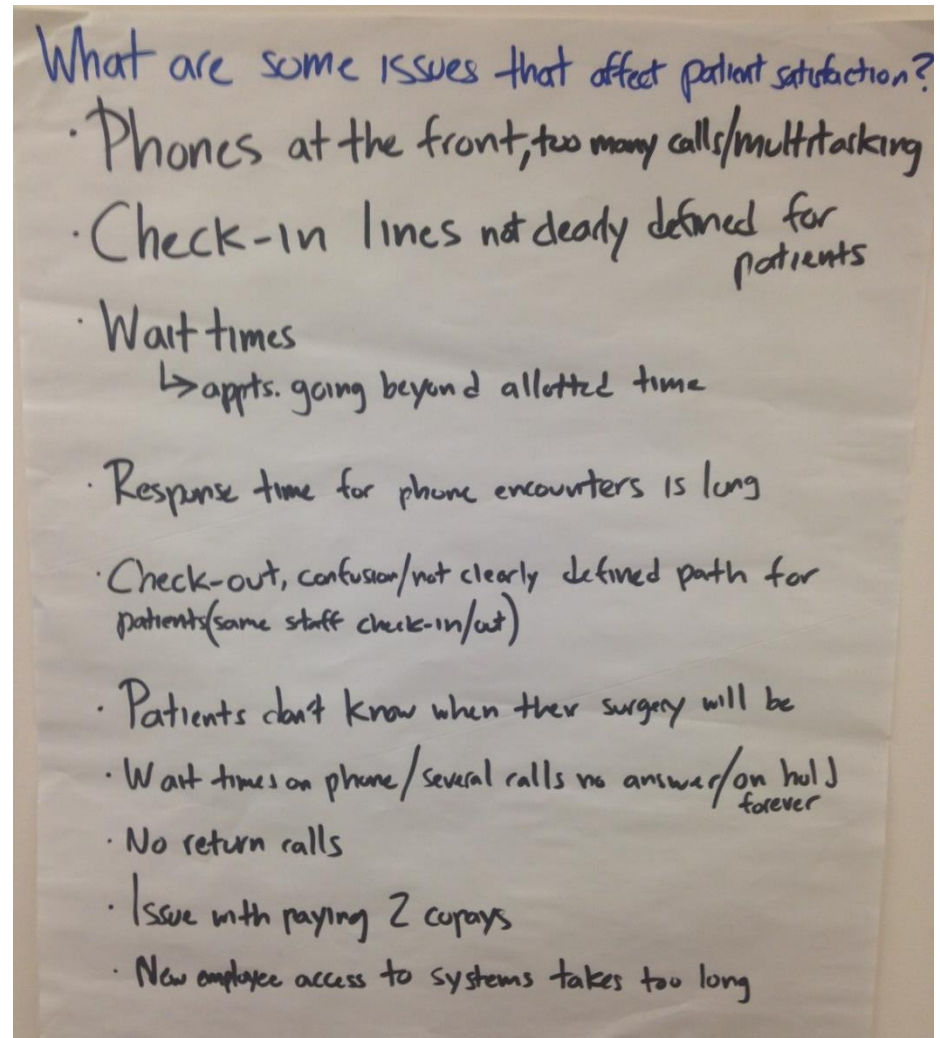 What are some issues that affect patient satisfaction?
· Phones at the front, too many calls/multitasking
· Check-in lines not clearly defined for
patients
· Wait times
↳ appts. going beyond allotted time
· Response time for phone encounters is long
· Check-out, confusion/not clearly defined path for
patients (same staff check-in/out)
· Patients don't know when their surgery will be
· Wait times on phone/several calls no answer/on hold
forever
· No return calls
· Issue with paying 2 copays
· New employee access to systems takes too long